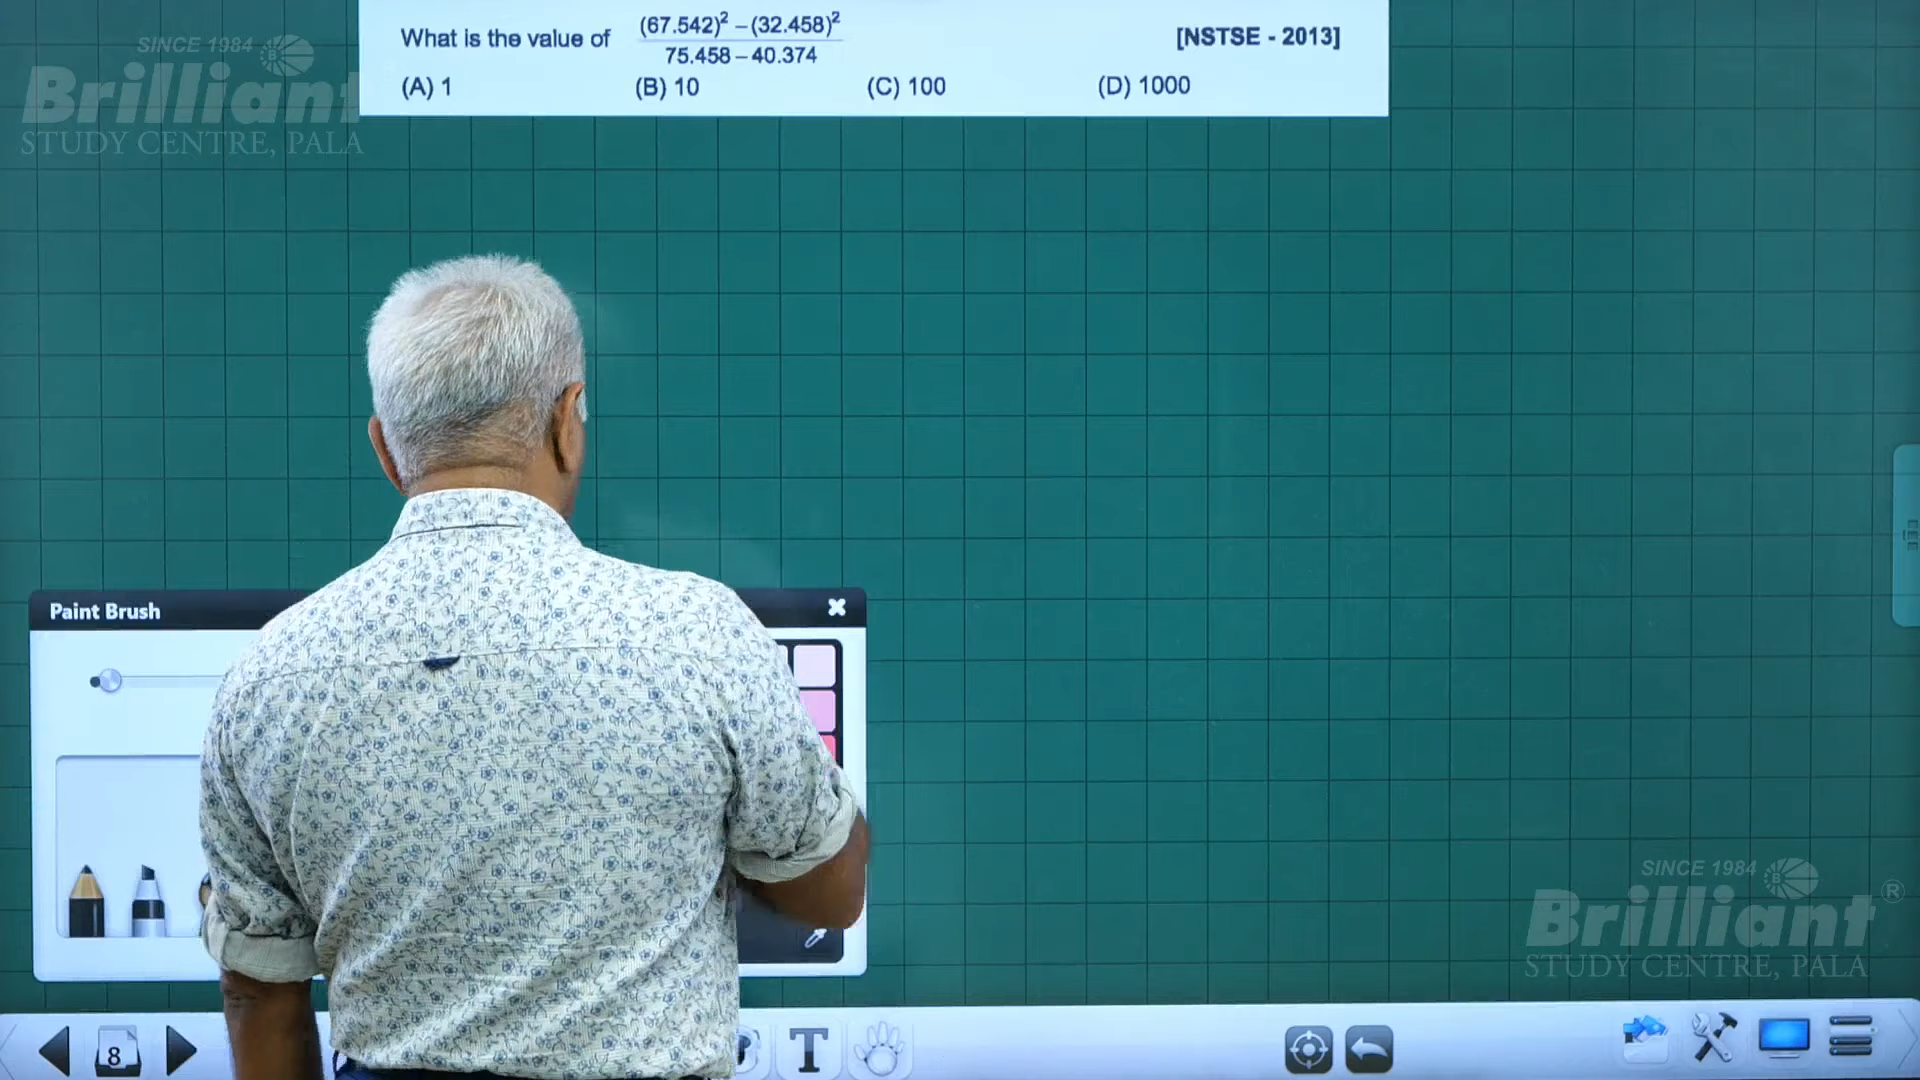 SINCE 1984
Brilliant
STUDY CENTRE, PALA
What is the value of (67.542)² – (32.458)² / 75.458 – 40.374 [NSTSE - 2013]
(A) 1 (B) 10 (C) 100 (D) 1000
Paint Brush
8
T
SINCE 1984
Brilliant ®
STUDY CENTRE, PALA